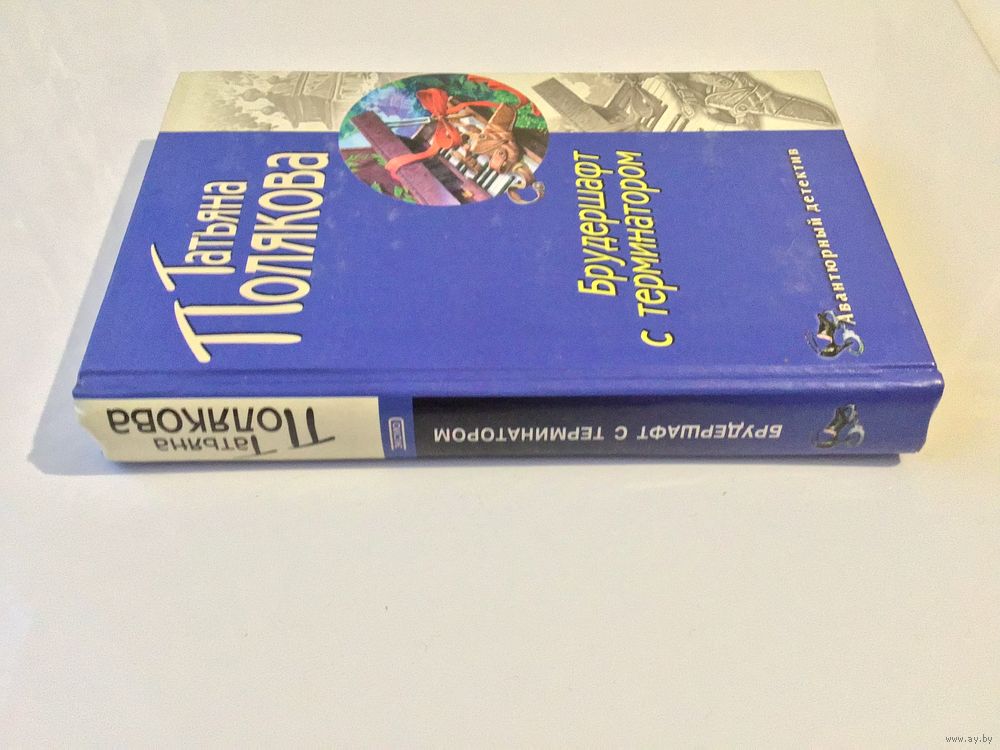 Татьяна
Полякова
Брудершафт
с терминатором
Авантюрный детектив
Татьяна
Полякова
ЭКСМО
БРУДЕРШАФТ С ТЕРМИНАТОРОМ
www.ay.by